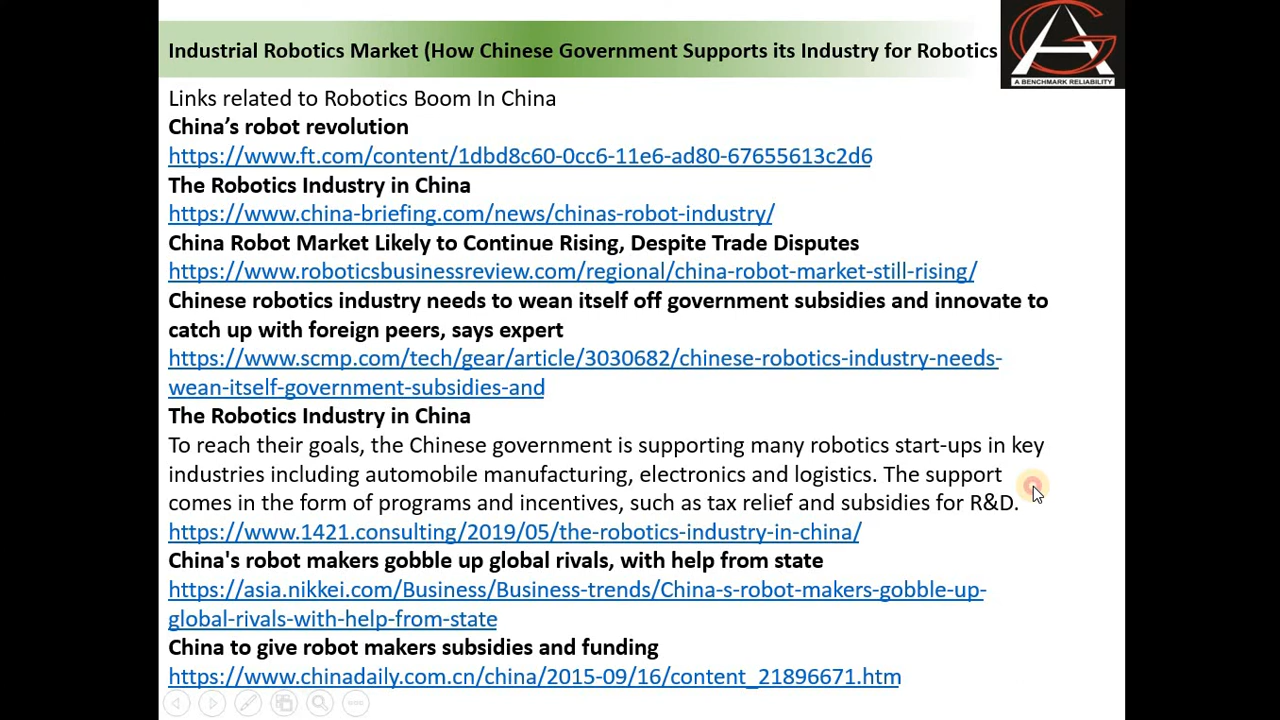 Industrial Robotics Market (How Chinese Government Supports its Industry for Robotics
A BENCHMARK RELIABILITY
Links related to Robotics Boom In China
China’s robot revolution
https://www.ft.com/content/1dbd8c60-0cc6-11e6-ad80-67655613c2d6
The Robotics Industry in China
https://www.china-briefing.com/news/chinas-robot-industry/
China Robot Market Likely to Continue Rising, Despite Trade Disputes
https://www.roboticsbusinessreview.com/regional/china-robot-market-still-rising/
Chinese robotics industry needs to wean itself off government subsidies and innovate to
catch up with foreign peers, says expert
https://www.scmp.com/tech/gear/article/3030682/chinese-robotics-industry-needs-
wean-itself-government-subsidies-and
The Robotics Industry in China
To reach their goals, the Chinese government is supporting many robotics start-ups in key
industries including automobile manufacturing, electronics and logistics. The support
comes in the form of programs and incentives, such as tax relief and subsidies for R&D.
https://www.1421.consulting/2019/05/the-robotics-industry-in-china/
China's robot makers gobble up global rivals, with help from state
https://asia.nikkei.com/Business/Business-trends/China-s-robot-makers-gobble-up-
global-rivals-with-help-from-state
China to give robot makers subsidies and funding
https://www.chinadaily.com.cn/china/2015-09/16/content_21896671.htm